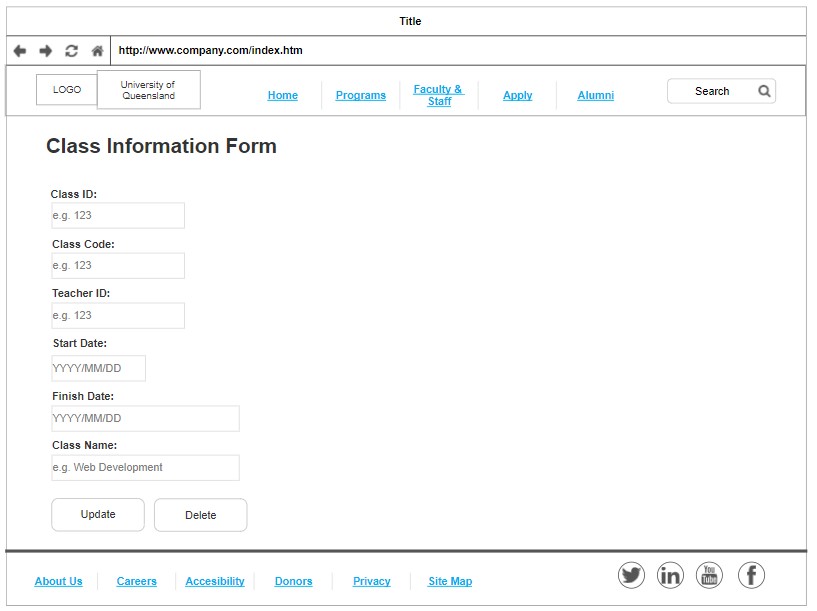 Title
http://www.company.com/index.htm
LOGO
University of
Queensland
Home
Programs
Faculty &
Staff
Apply
Alumni
Search
Class Information Form
Class ID:
e.g. 123
Class Code:
e.g. 123
Teacher ID:
e.g. 123
Start Date:
YYYY/MM/DD
Finish Date:
YYYY/MM/DD
Class Name:
e.g. Web Development
Update
Delete
About Us
Careers
Accesibility
Donors
Privacy
Site Map
in
You
Tube
f